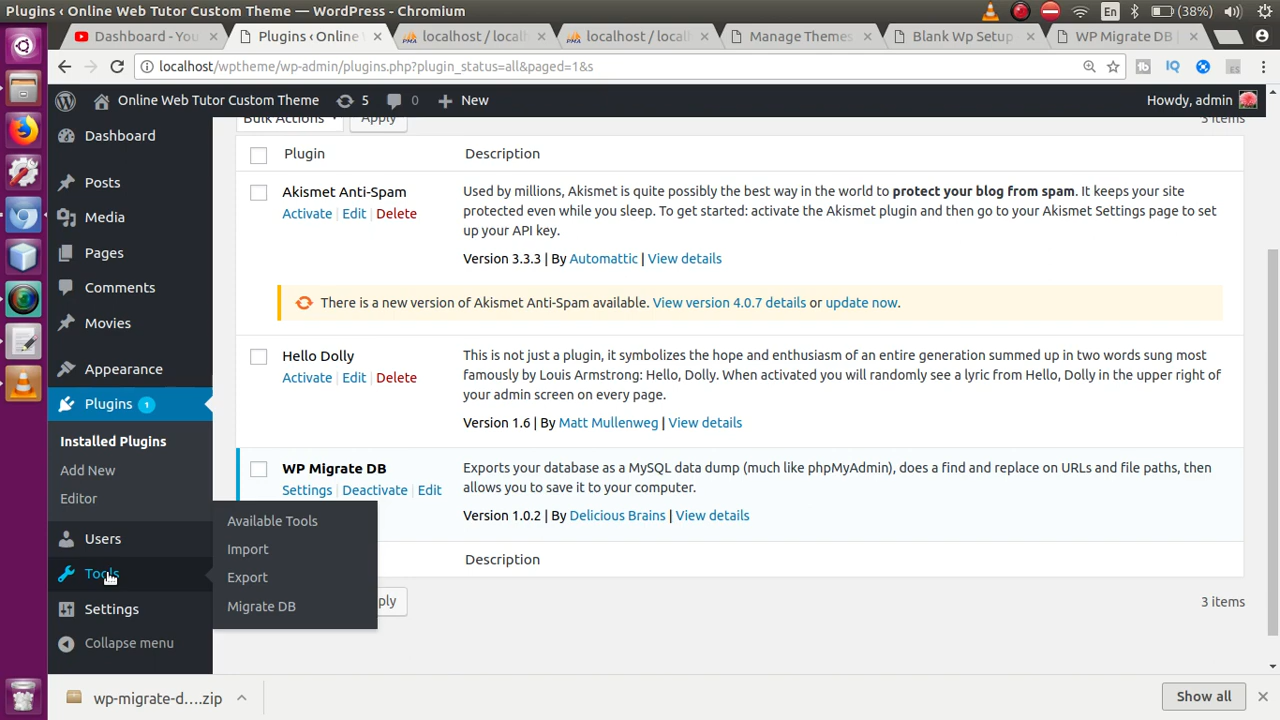 Plugins ‹ Online Web Tutor Custom Theme — WordPress - Chromium
En
(38%)
Dashboard - You
Plugins ‹ Online W
localhost / local
localhost / local
Manage Themes
Blank Wp Setup
WP Migrate DB |
localhost/wptheme/wp-admin/plugins.php?plugin_status=all&paged=1&s
Online Web Tutor Custom Theme
5
0
New
Howdy, admin
Bulk Actions
Apply
3 items
Dashboard
Posts
Media
Pages
Comments
Movies
Appearance
Plugins 1
Installed Plugins
Add New
Editor
Users
Tools
Settings
Collapse menu
Available Tools
Import
Export
Migrate DB
Plugin
Description
Akismet Anti-Spam
Activate | Edit | Delete
Used by millions, Akismet is quite possibly the best way in the world to protect your blog from spam. It keeps your site
protected even while you sleep. To get started: activate the Akismet plugin and then go to your Akismet Settings page to set
up your API key.
Version 3.3.3 | By Automattic | View details
There is a new version of Akismet Anti-Spam available. View version 4.0.7 details or update now.
Hello Dolly
Activate | Edit | Delete
This is not just a plugin, it symbolizes the hope and enthusiasm of an entire generation summed up in two words sung most
famously by Louis Armstrong: Hello, Dolly. When activated you will randomly see a lyric from Hello, Dolly in the upper right of
your admin screen on every page.
Version 1.6 | By Matt Mullenweg | View details
WP Migrate DB
Settings | Deactivate | Edit
Exports your database as a MySQL data dump (much like phpMyAdmin), does a find and replace on URLs and file paths, then
allows you to save it to your computer.
Version 1.0.2 | By Delicious Brains | View details
Description
ply
3 items
wp-migrate-d....zip
Show all